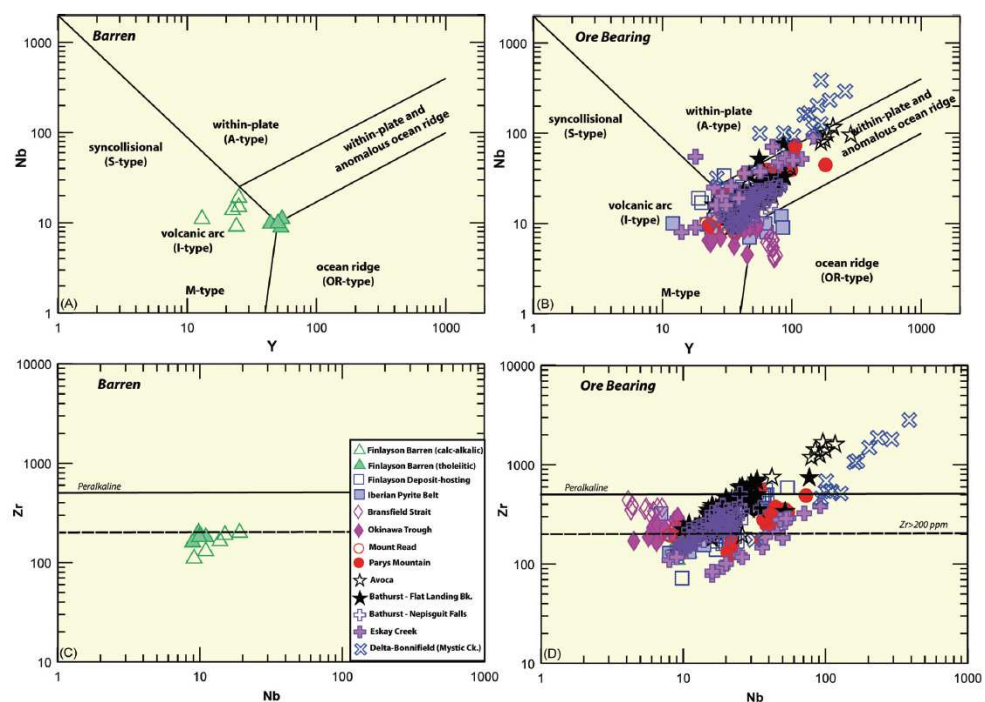 Barren
1000
100
10
1
Nb
within-plate
(A-type)
syncollisional
(S-type)
within-plate and
anomalous ocean ridge
volcanic arc
(I-type)
ocean ridge
(OR-type)
M-type
(A)
1
10
100
1000
Y
Ore Bearing
1000
100
10
1
Nb
within-plate
(A-type)
syncollisional
(S-type)
within-plate and
anomalous ocean ridge
volcanic arc
(I-type)
ocean ridge
(OR-type)
M-type
(B)
1
10
100
1000
Y
Barren
10000
1000
100
10
Zr
Peralkaline
Finlayson Barren (calc-alkalic)
Finlayson Barren (tholeiitic)
Finlayson Deposit-hosting
Iberian Pyrite Belt
Bransfield Strait
Okinawa Trough
Mount Read
Parys Mountain
Avoca
Bathurst - Flat Landing Bk.
Bathurst - Nepisguit Falls
Eskay Creek
Delta-Bonnifield (Mystic Ck.)
(C)
1
10
100
1000
Nb
Ore Bearing
10000
1000
100
10
Zr
Peralkaline
Zr>200 ppm
(D)
1
10
100
1000
Nb